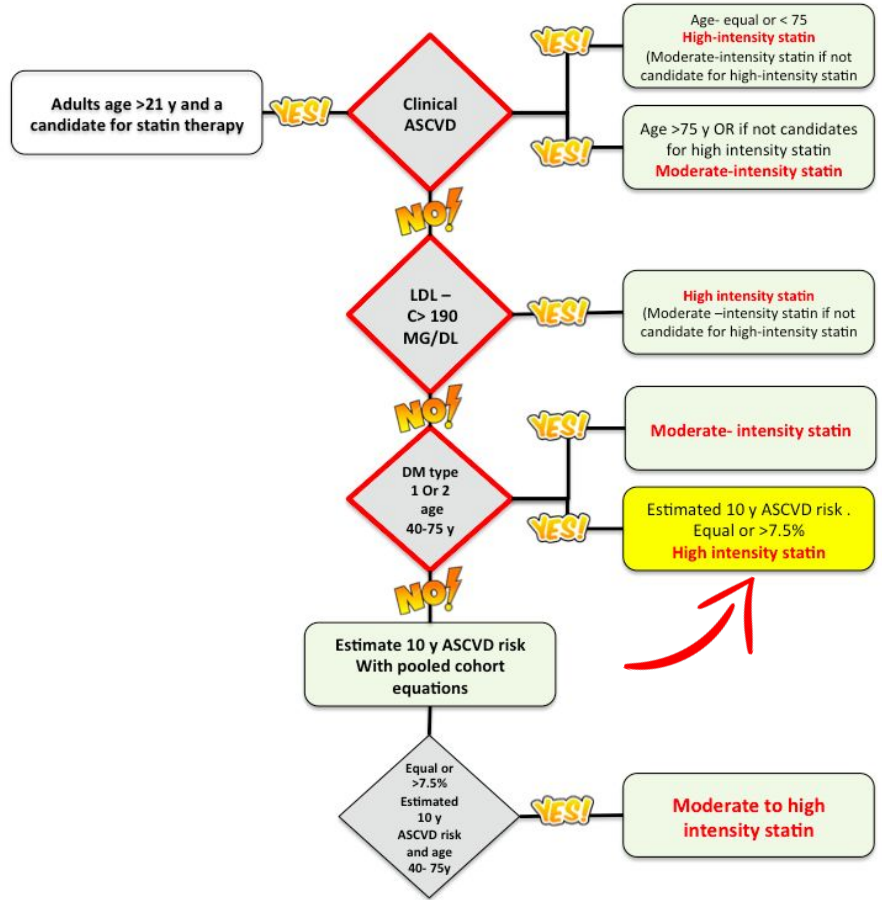 Adults age >21 y and a
candidate for statin therapy
YES!
Clinical
ASCVD
YES!
Age- equal or < 75
High-intensity statin
(Moderate-intensity statin if not
candidate for high-intensity statin
YES!
Age >75 y OR if not candidates
for high intensity statin
Moderate-intensity statin
NO!
LDL –
C> 190
MG/DL
YES!
High intensity statin
(Moderate –intensity statin if not
candidate for high-intensity statin
NO!
DM type
1 Or 2
age
40-75 y
YES!
Moderate- intensity statin
YES!
Estimated 10 y ASCVD risk .
Equal or >7.5%
High intensity statin
NO!
Estimate 10 y ASCVD risk
With pooled cohort
equations
Equal or
>7.5%
Estimated
10 y
ASCVD risk
and age
40- 75y
YES!
Moderate to high
intensity statin